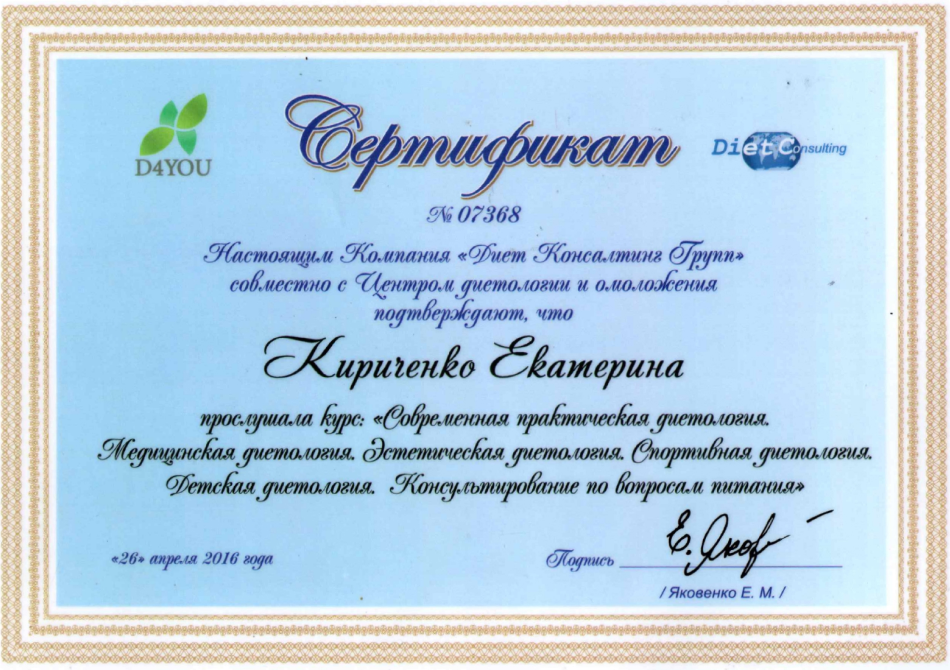 D4YOU
Сертификат
Diet Consulting
№ 07368
Настоящим Компания «Диет Консалтинг Групп»
совместно с Центром диетологии и омоложения
подтверждают, что
Кириченко Екатерина
прослушала курс: «Современная практическая диетология.
Медицинская диетология. Эстетическая диетология. Спортивная диетология.
Детская диетология. Консультирование по вопросам питания»
«26» апреля 2016 года
Подпись
Е. Яков
/ Яковенко Е. М. /